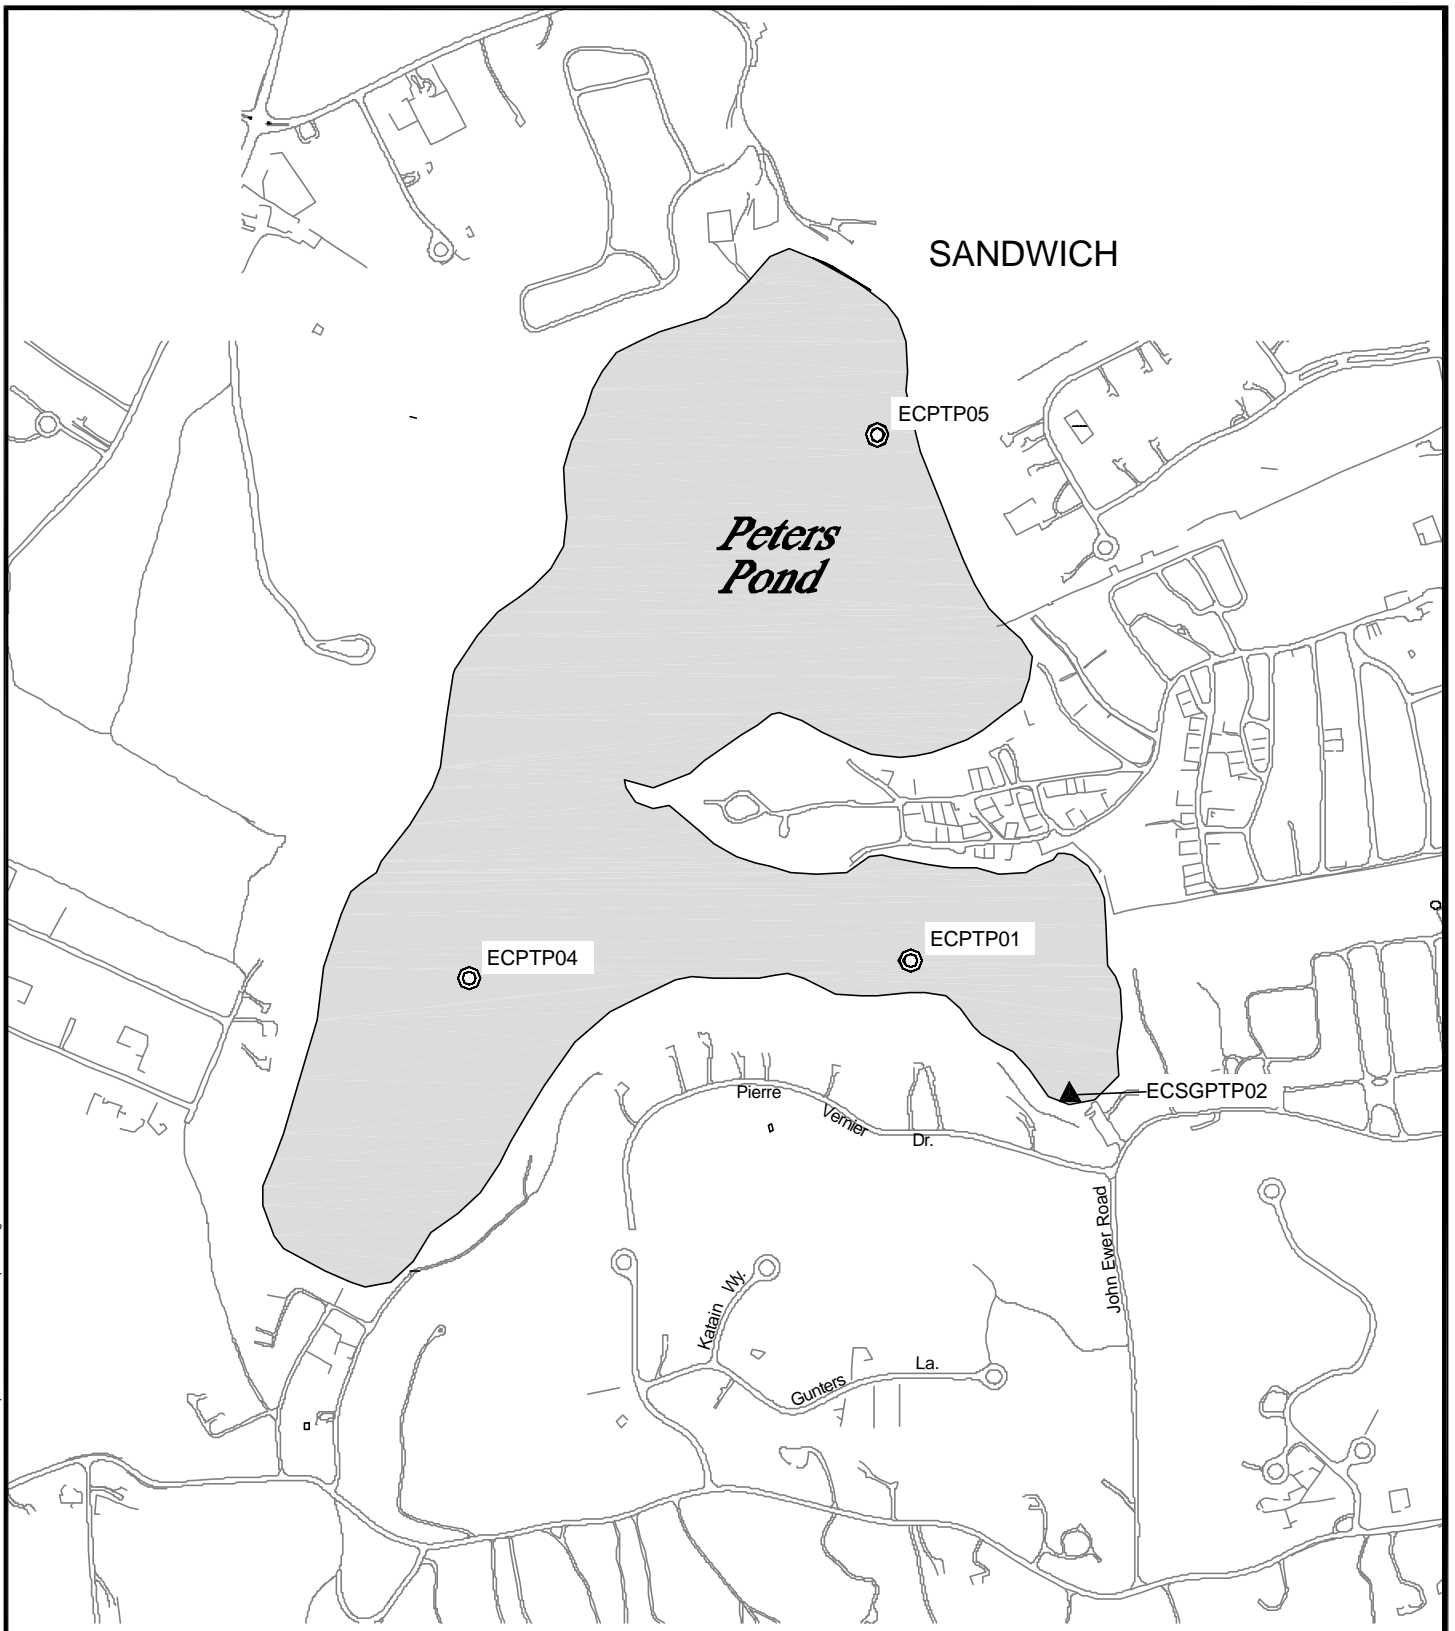 SANDWICH
ECPTP05
Peters
Pond
ECPTP01
ECPTP04
ECSGPTP02
Pierre
Vernier
Dr.
John Ewer Road
Katain Wy.
Gunters
La.